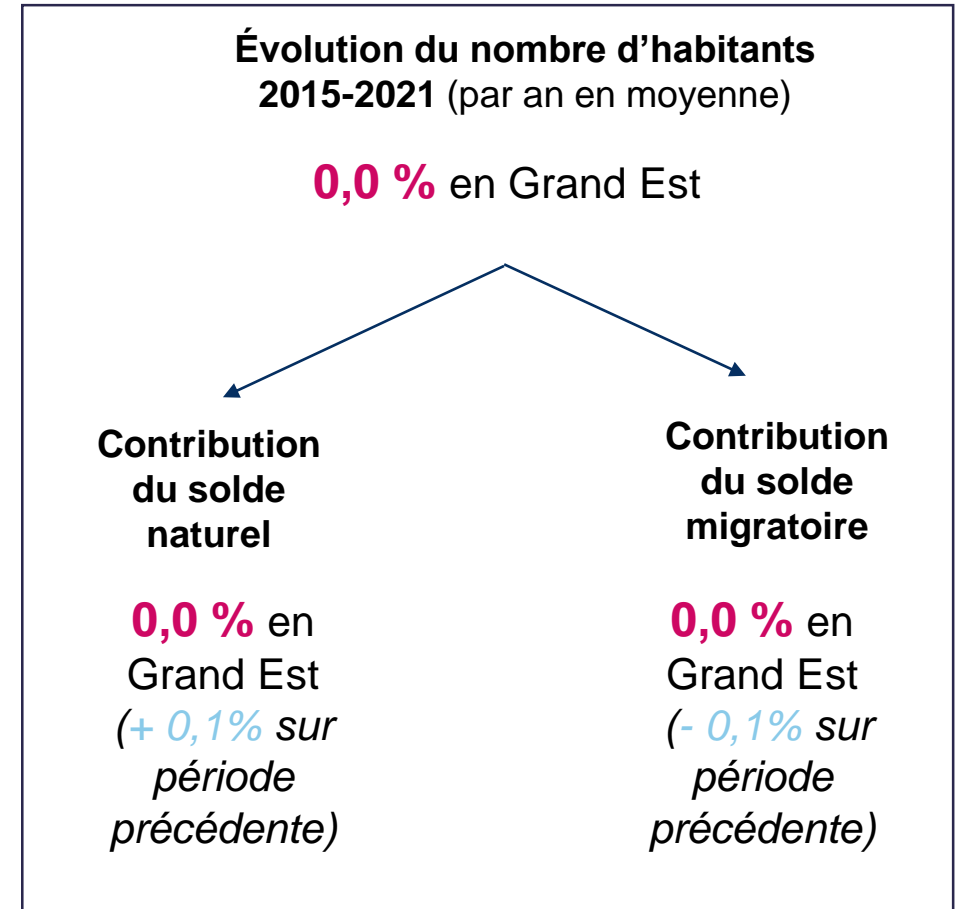 Évolution du nombre d’habitants
2015-2021 (par an en moyenne)
0,0 % en Grand Est
Contribution
du solde
naturel
0,0 % en
Grand Est
(+ 0,1% sur
période
précédente)
Contribution
du solde
migratoire
0,0 % en
Grand Est
(- 0,1% sur
période
précédente)